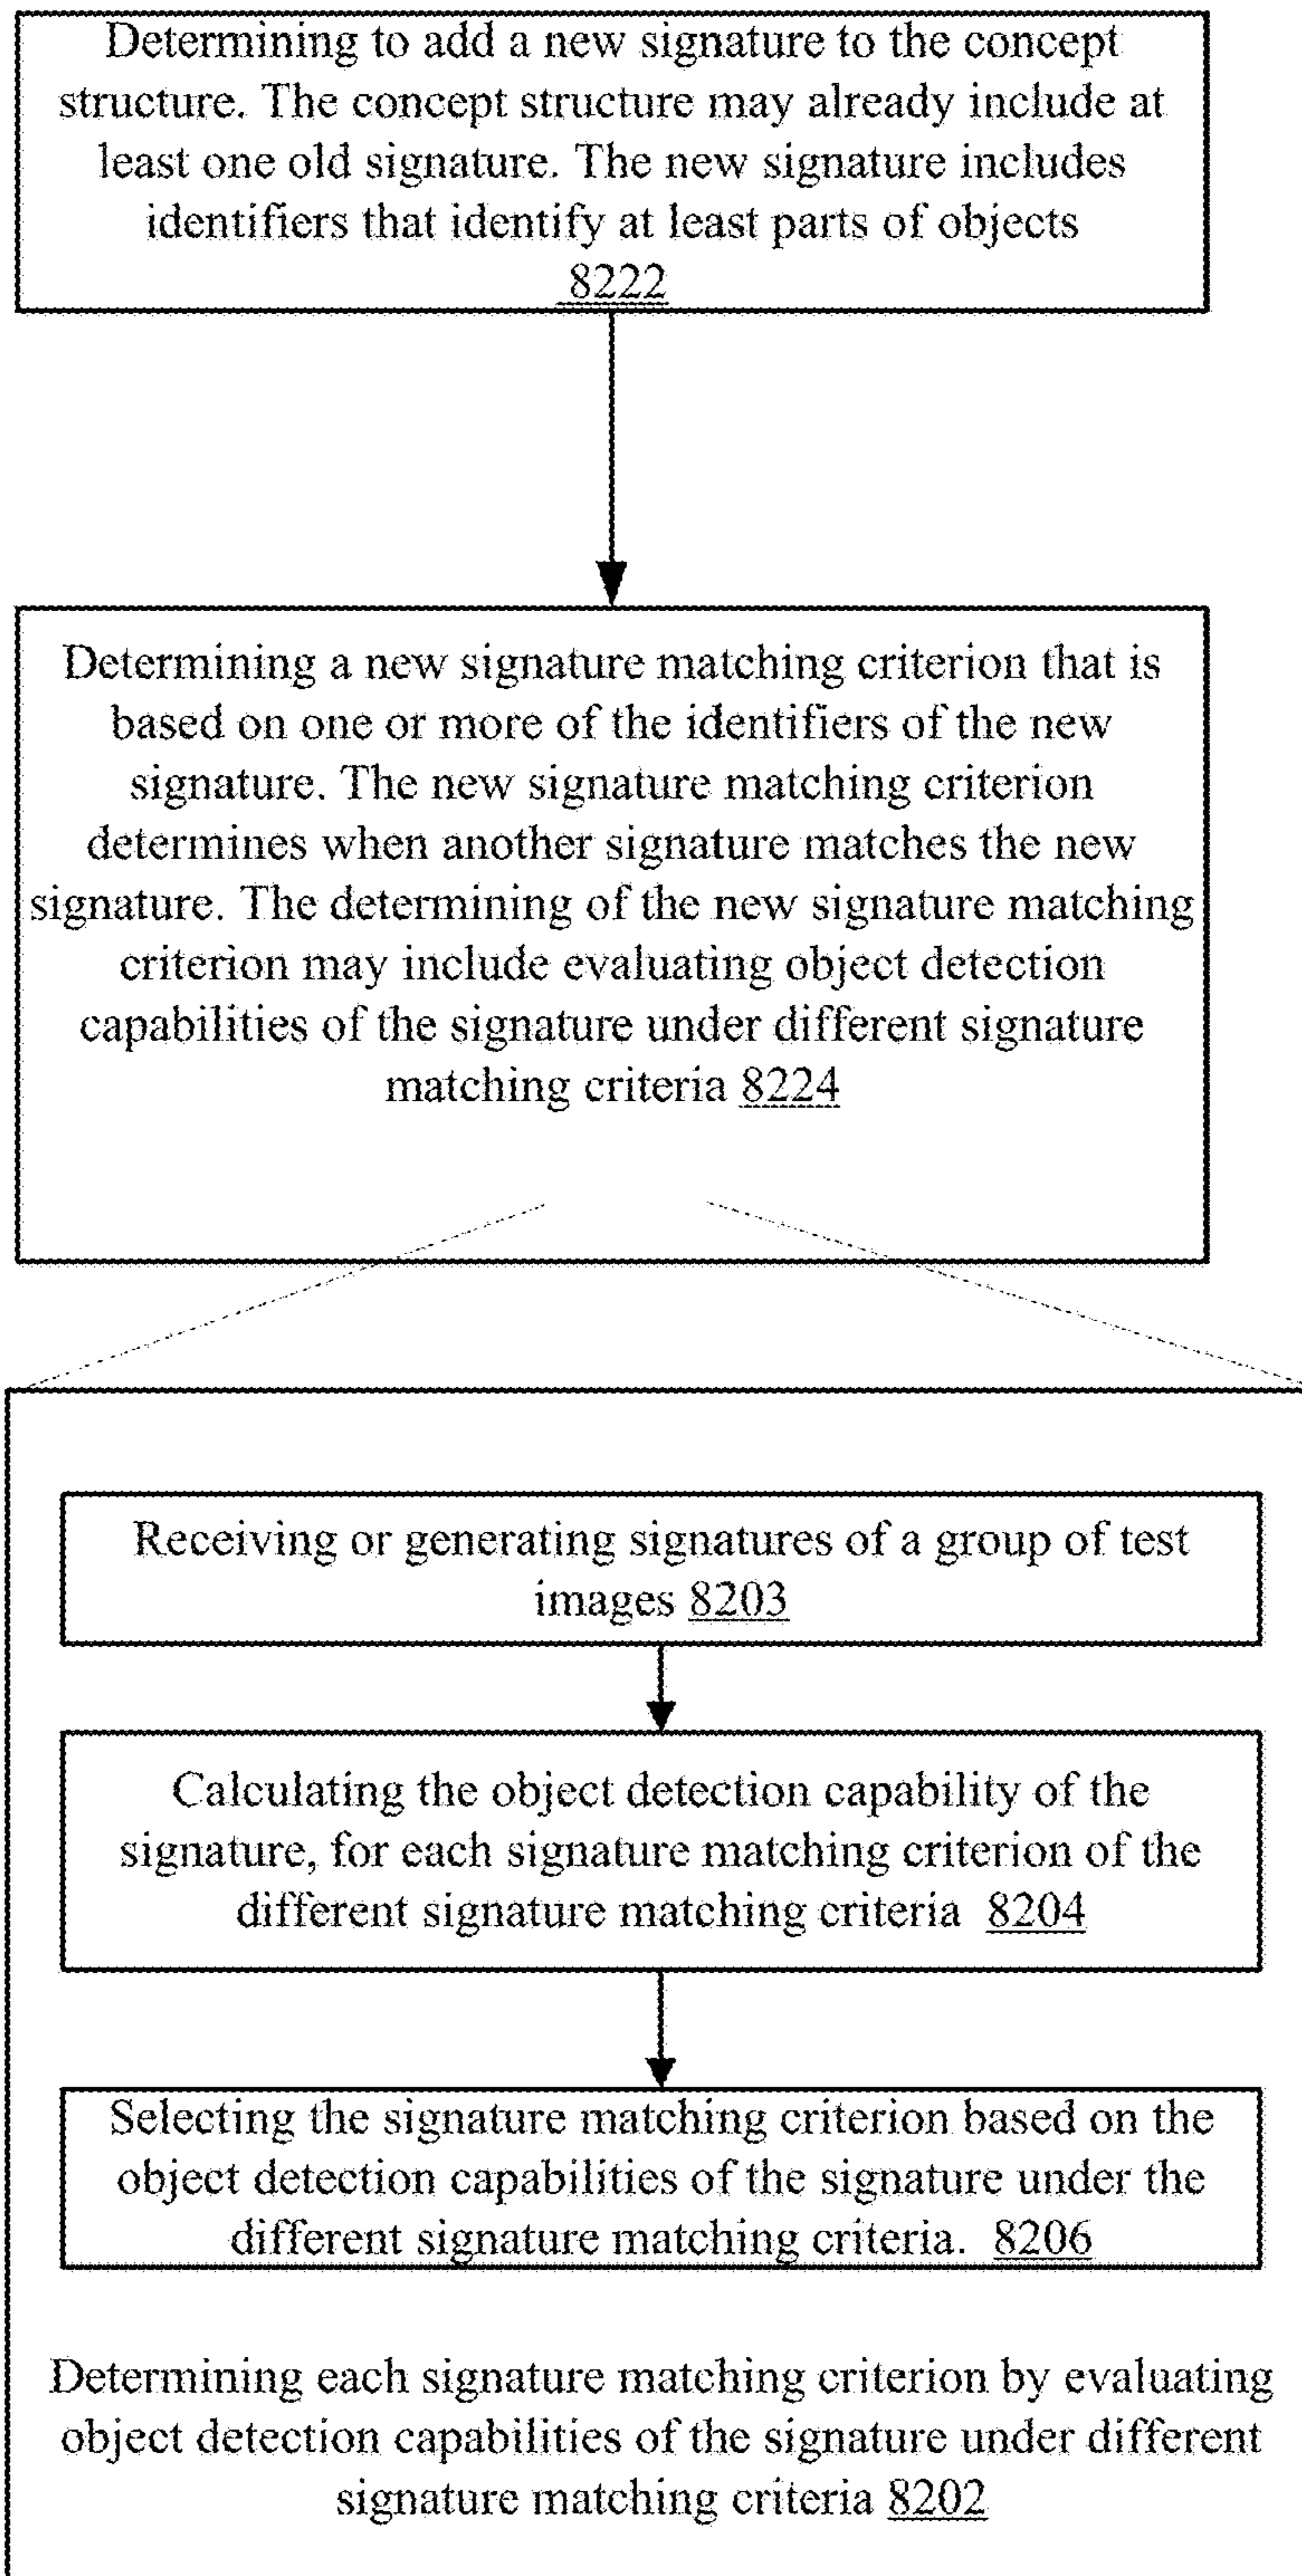 Determining to add a new signature to the concept
structure. The concept structure may already include at
least one old signature. The new signature includes
identifiers that identify at least parts of objects
8222
Determining a new signature matching criterion that is
based on one or more of the identifiers of the new
signature. The new signature matching criterion
determines when another signature matches the new
signature. The determining of the new signature matching
criterion may include evaluating object detection
capabilities of the signature under different signature
matching criteria 8224
Receiving or generating signatures of a group of test
images 8203
Calculating the object detection capability of the
signature, for each signature matching criterion of the
different signature matching criteria 8204
Selecting the signature matching criterion based on the
object detection capabilities of the signature under the
different signature matching criteria. 8206
Determining each signature matching criterion by evaluating
object detection capabilities of the signature under different
signature matching criteria 8202